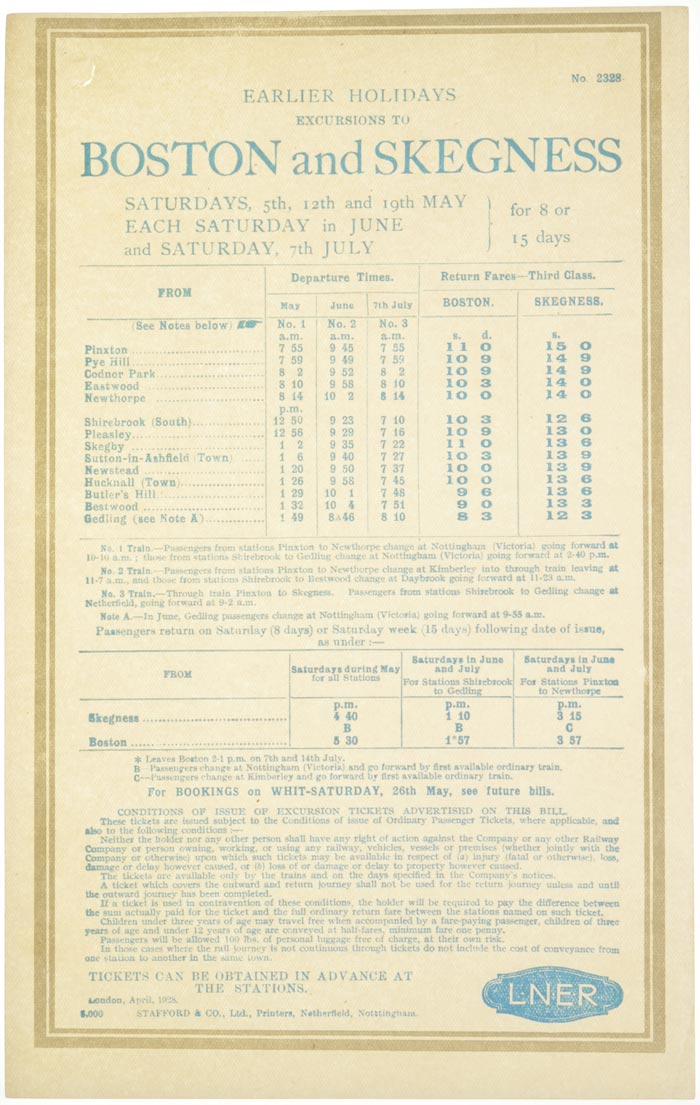 No. 2328
EARLIER HOLIDAYS
EXCURSIONS TO
BOSTON and SKEGNESS
SATURDAYS, 5th, 12th and 19th MAY
EACH SATURDAY in JUNE
and SATURDAY, 7th JULY
for 8 or
15 days
FROM Departure Times. Return Fares—Third Class.
May June 7th July BOSTON. SKEGNESS.
(See Notes below) No. 1 No. 2 No. 3
a.m. a.m. a.m. s. d. s.
Pinxton 7 55 9 45 7 55 11 0 15 0
Pye Hill 7 59 9 49 7 59 10 9 14 9
Codnor Park 8 2 9 52 8 2 10 9 14 9
Eastwood 8 10 9 58 8 10 10 3 14 0
Newthorpe 8 14 10 2 8 14 10 0 14 0
p.m.
Shirebrook (South) 12 50 9 23 7 10 10 3 12 6
Pleasley 12 56 9 29 7 16 10 9 13 0
Skegby 1 2 9 35 7 22 11 0 13 6
Sutton-in-Ashfield (Town) 1 6 9 40 7 27 10 3 13 9
Newstead 1 20 9 50 7 37 10 0 13 9
Hucknall (Town) 1 26 9 58 7 45 10 0 13 6
Butler's Hill 1 29 10 1 7 48 9 6 13 6
Bestwood 1 32 10 4 7 51 9 0 13 3
Gedling (see Note A) 1 49 8A46 8 10 8 3 12 3
No. 1 Train.—Passengers from stations Pinxton to Newthorpe change at Nottingham (Victoria) going forward at
10-10 a.m. ; those from stations Shirebrook to Gedling change at Nottingham (Victoria) going forward at 2-40 p.m.
No. 2 Train.—Passengers from Pinxton to Newthorpe change at Kimberley into through train leaving at
11-7 a.m., and those from stations Shirebrook to Bestwood change at Daybrook going forward at 11-23 a.m.
No. 3 Train.—Through train Pinxton to Skegness. Passengers from stations Shirebrook to Gedling change at
Netherfield, going forward at 9-2 a.m.
Note A.—In June, Gedling passengers change at Nottingham (Victoria) going forward at 9-55 a.m.
Passengers return on Saturday (8 days) or Saturday week (15 days) following date of issue,
as under :—
FROM Saturdays during May for all Stations Saturdays in June and July For Stations Shirebrook to Gedling Saturdays in June and July For Stations Pinxton to Newthorpe
p.m. p.m. p.m.
Skegness 4 40 1 10 3 15
B B C
Boston 5 30 1*57 3 57
* Leaves Boston 2-1 p.m. on 7th and 14th July.
B—Passengers change at Nottingham (Victoria) and go forward by first available ordinary train.
C—Passengers change at Kimberley and go forward by first available ordinary train.
For BOOKINGS on WHIT-SATURDAY, 26th May, see future bills.
CONDITIONS OF ISSUE OF EXCURSION TICKETS ADVERTISED ON THIS BILL.
These tickets are issued subject to the Conditions of issue of Ordinary Passenger Tickets, where applicable, and
also to the following conditions :—
Neither the holder nor any other person shall have any right of action against the Company or any other Railway
Company or person owning, working, or using any railway, vehicles, vessels or premises (whether jointly with the
Company or otherwise) upon which such tickets may be available in respect of (a) injury (fatal or otherwise), loss,
damage or delay however caused, or (b) loss of or damage or delay to property however caused.
The tickets are available only by the trains and on the days specified in the Company's notices.
A ticket which covers the outward and return journey shall not be used for the return journey unless and until
the outward journey has been completed.
If a ticket is used in contravention of these conditions, the holder will be required to pay the difference between
the sum actually paid for the ticket and the full ordinary return fare between the stations named on such ticket.
Children under three years of age may travel free when accompanied by a fare-paying passenger, children of three
years of age and under 12 years of age are conveyed at half-fares, minimum fare one penny.
Passengers will be allowed 100 lbs. of personal luggage free of charge, at their own risk.
In those cases where the rail journey is not continuous through tickets do not include the cost of conveyance from
one station to another in the same town.
TICKETS CAN BE OBTAINED IN ADVANCE AT
THE STATIONS.
London, April, 1928.
5,000 STAFFORD & CO., Ltd., Printers, Netherfield, Nottingham.
LNER